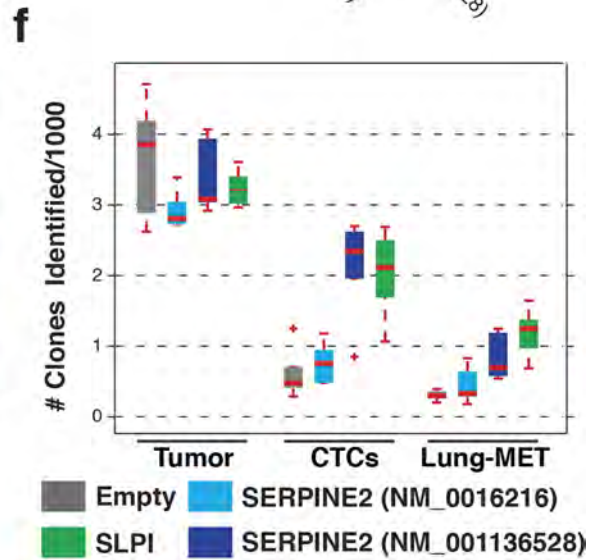 f
# Clones Identified/1000
4
3
2
1
0
Tumor CTCs Lung-MET
Empty SERPINE2 (NM_0016216)
SLPI SERPINE2 (NM_001136528)